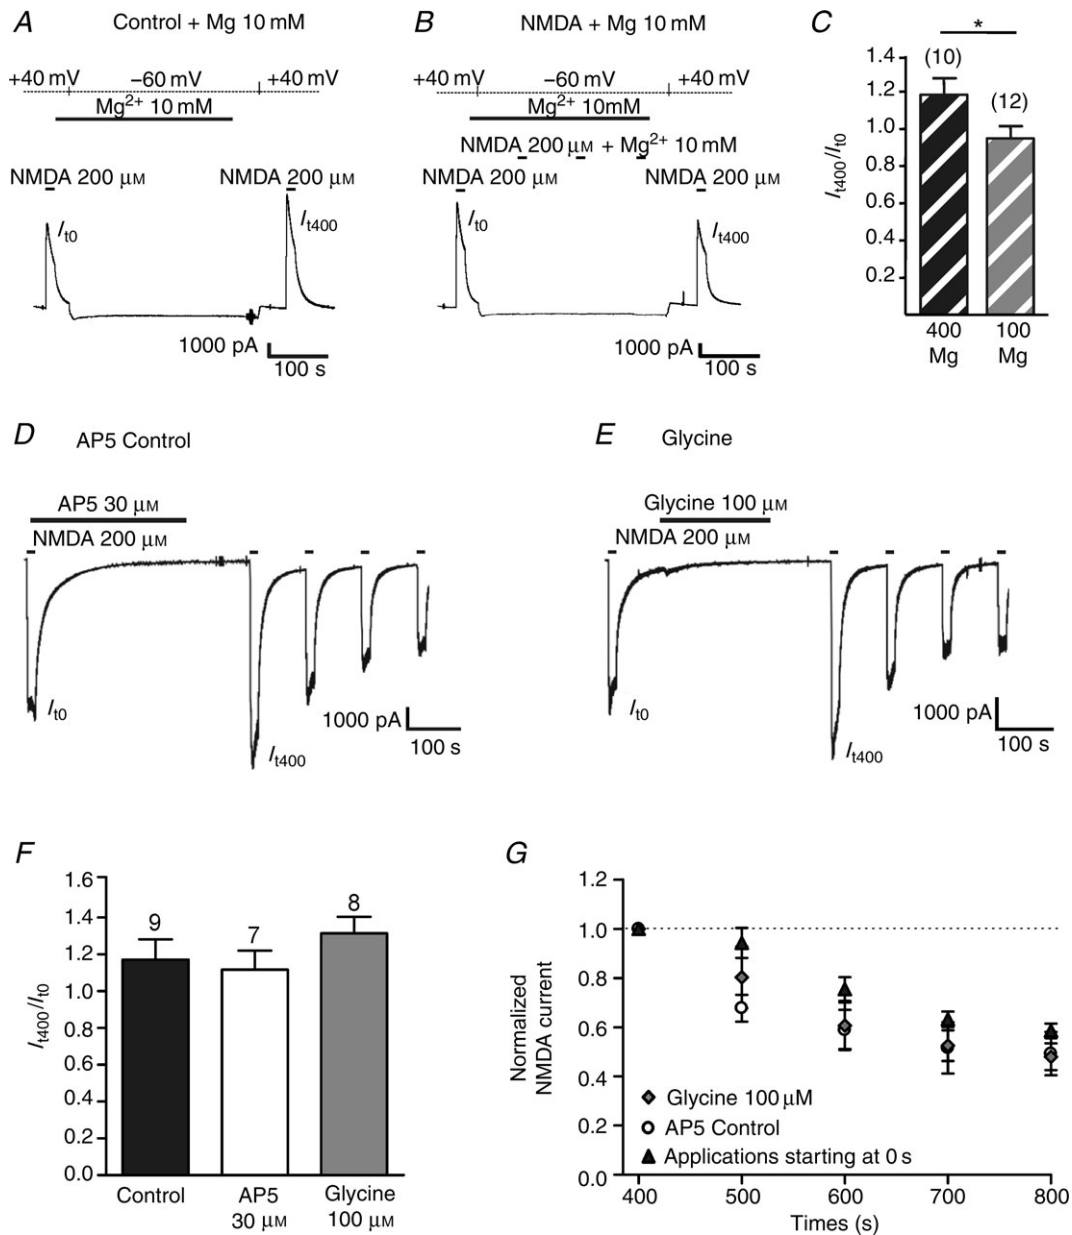 A Control + Mg 10 mM
+40 mV −60 mV +40 mV
Mg²⁺ 10 mM
NMDA 200 μM NMDA 200 μM
It0
It400
1000 pA
100 s
B NMDA + Mg 10 mM
+40 mV −60 mV +40 mV
Mg²⁺ 10mM
NMDA 200 μM + Mg²⁺ 10 mM
NMDA 200 μM NMDA 200 μM
It0
It400
1000 pA
100 s
C
*
(10)
(12)
It400/It0
1.4
1.2
1.0
0.8
0.6
0.4
0.2
400 100
Mg Mg
D AP5 Control
AP5 30 μM
NMDA 200 μM
It0
It400
1000 pA
100 s
E Glycine
Glycine 100 μM
NMDA 200 μM
It0
It400
1000 pA
100 s
F
It400/It0
1.6
1.4
1.2
1.0
0.8
0.6
0.4
0.2
0.0
9
7
8
Control AP5 Glycine
30 μM 100 μM
G
Normalized
NMDA current
1.2
1.0
0.8
0.6
0.4
0.0
Glycine 100 μM
AP5 Control
Applications starting at 0 s
400 500 600 700 800
Times (s)